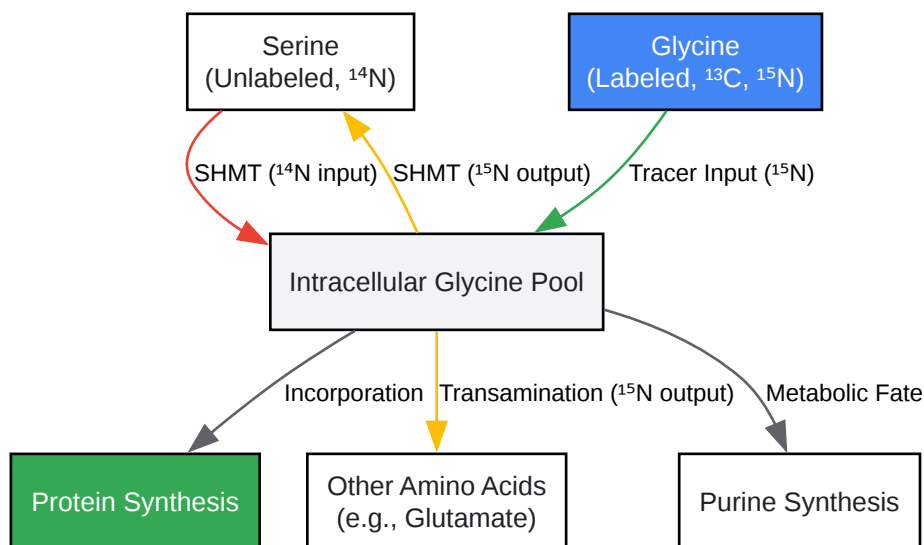 Serine
(Unlabeled, ¹⁴N)
Glycine
(Labeled, ¹³C, ¹⁵N)
SHMT (¹⁴N input)
SHMT (¹⁵N output)
Tracer Input (¹⁵N)
Intracellular Glycine Pool
Incorporation
Transamination (¹⁵N output)
Metabolic Fate
Protein Synthesis
Other Amino Acids
(e.g., Glutamate)
Purine Synthesis